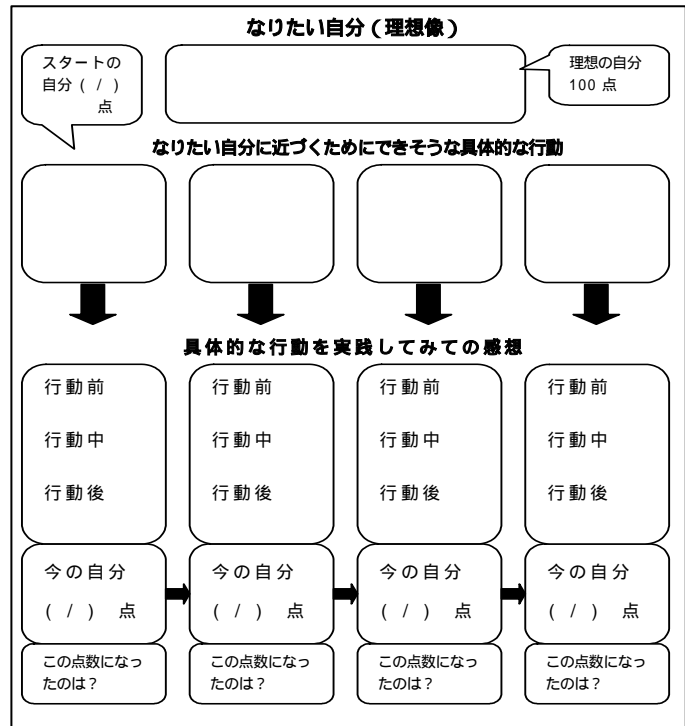 なりたい自分（理想像）
スタートの
自分（ / ）
点
理想の自分
100 点
なりたい自分に近づくためにできそうな具体的な行動
具体的な行動を実践してみての感想
行動前
行動中
行動後
行動前
行動中
行動後
行動前
行動中
行動後
行動前
行動中
行動後
今の自分
（ / ） 点
今の自分
（ / ） 点
今の自分
（ / ） 点
今の自分
（ / ） 点
この点数になっ
たのは？
この点数になっ
たのは？
この点数になっ
たのは？
この点数になっ
たのは？